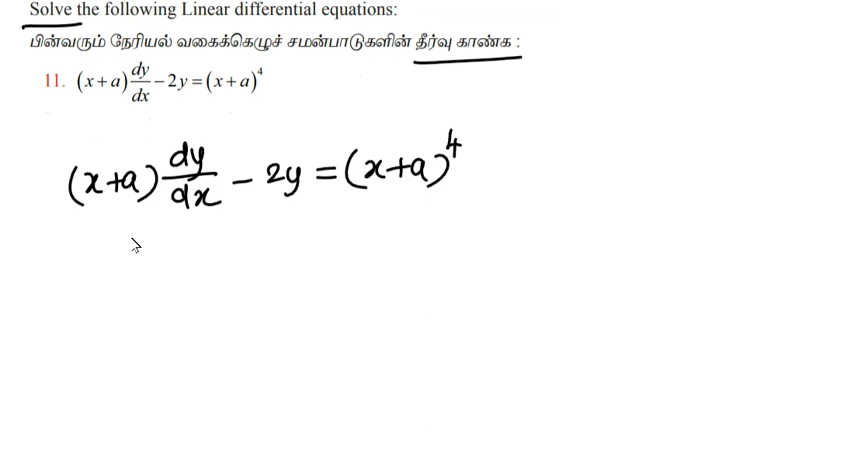 Solve the following Linear differential equations:
பின்வரும் நேரியல் வகைக்கெழுச் சமன்பாடுகளின் தீர்வு காண்க :
11. (x+a) dy/dx − 2y = (x+a)⁴
(x+a) dy/dx − 2y = (x+a)⁴